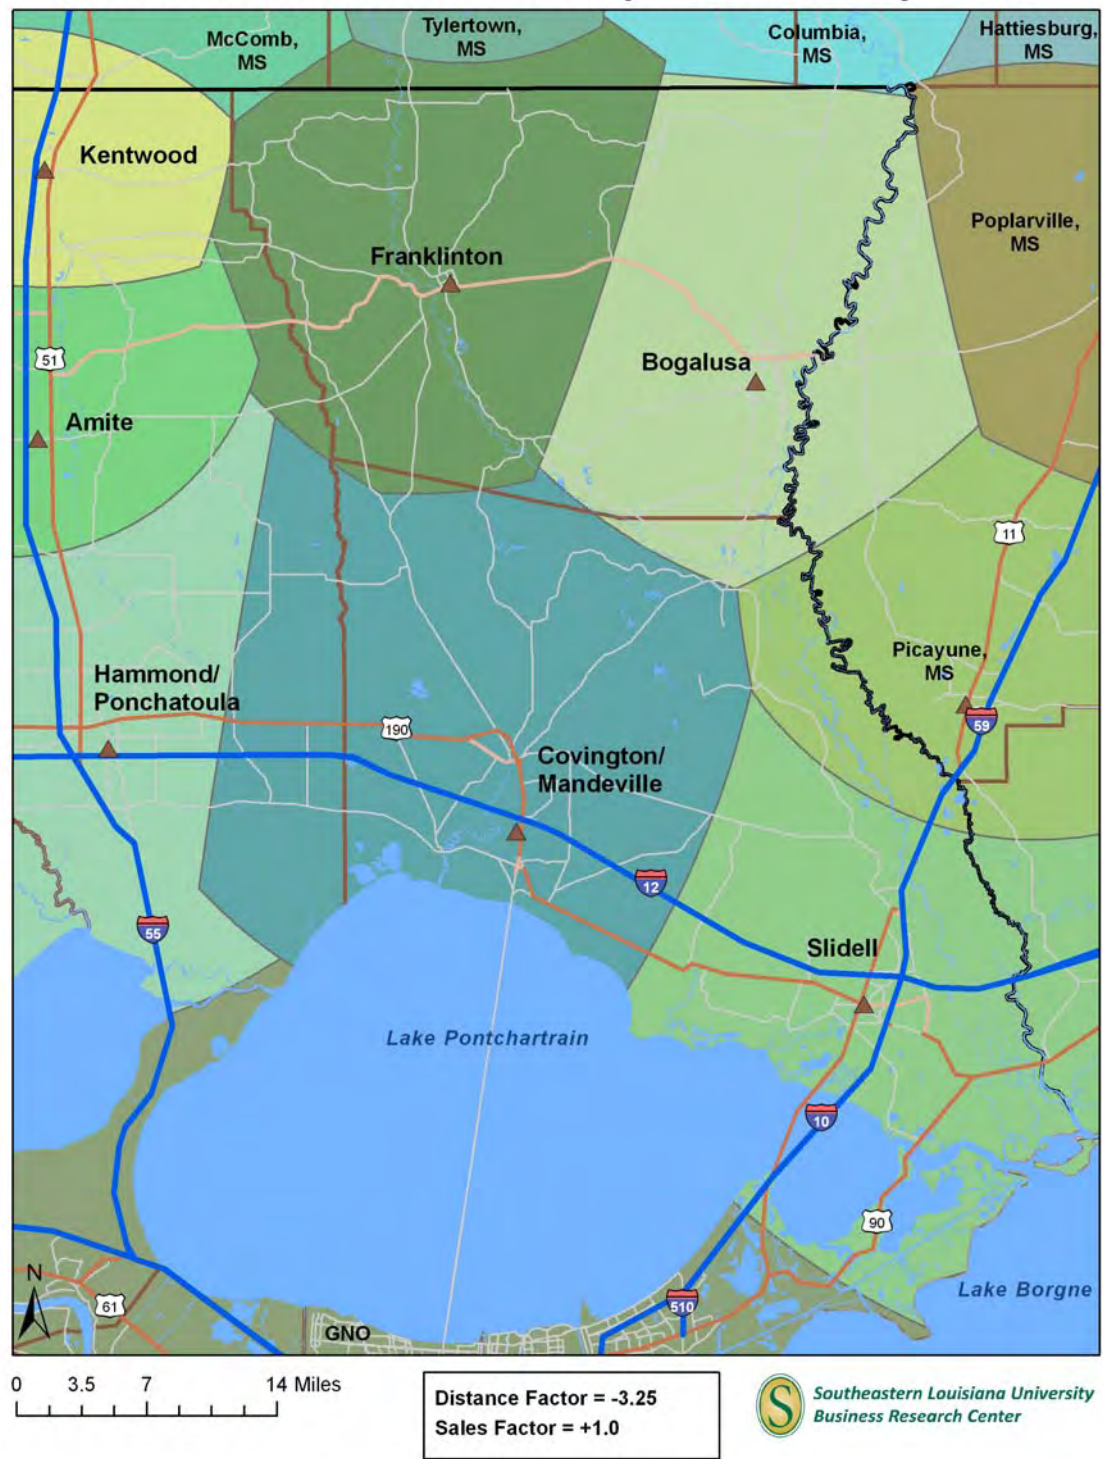 McComb,
MS
Tylertown,
MS
Columbia,
MS
Hattiesburg,
MS
Kentwood
Poplarville,
MS
Franklinton
51
Bogalusa
Amite
11
Picayune,
MS
Hammond/
Ponchatoula
190
59
Covington/
Mandeville
12
55
Slidell
Lake Pontchartrain
10
90
N
Lake Borgne
61
510
GNO
0 3.5 7 14 Miles
Distance Factor = -3.25
Sales Factor = +1.0
S
Southeastern Louisiana University
Business Research Center